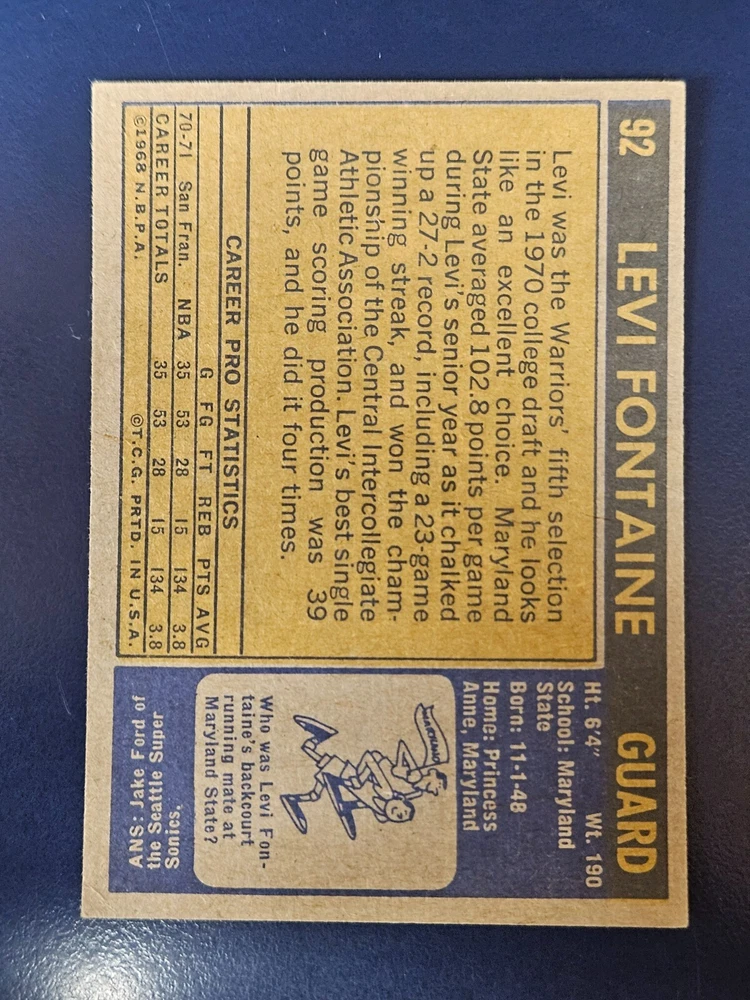 92 LEVI FONTAINE GUARD
Levi was the Warriors' fifth selection
in the 1970 college draft and he looks
like an excellent choice. Maryland
State averaged 102.8 points per game
during Levi's senior year as it chalked
up a 27-2 record, including a 23-game
winning streak, and won the cham-
pionship of the Central Intercollegiate
Athletic Association. Levi's best single
game scoring production was 39
points, and he did it four times.
CAREER PRO STATISTICS
G FG FT REB PTS AVG
70-71 San Fran. NBA 35 53 28 15 134 3.8
CAREER TOTALS 35 53 28 15 134 3.8
©1968 N.B.P.A. ©T.C.G. PRTD. IN U.S.A.
Ht. 6'4" Wt. 190
School: Maryland
State
Born: 11-1-48
Home: Princess
Anne, Maryland
MARYLAND
Who was Levi Fon-
taine's backcourt
running mate at
Maryland State?
ANS: Jake Ford of
the Seattle Super
Sonics.